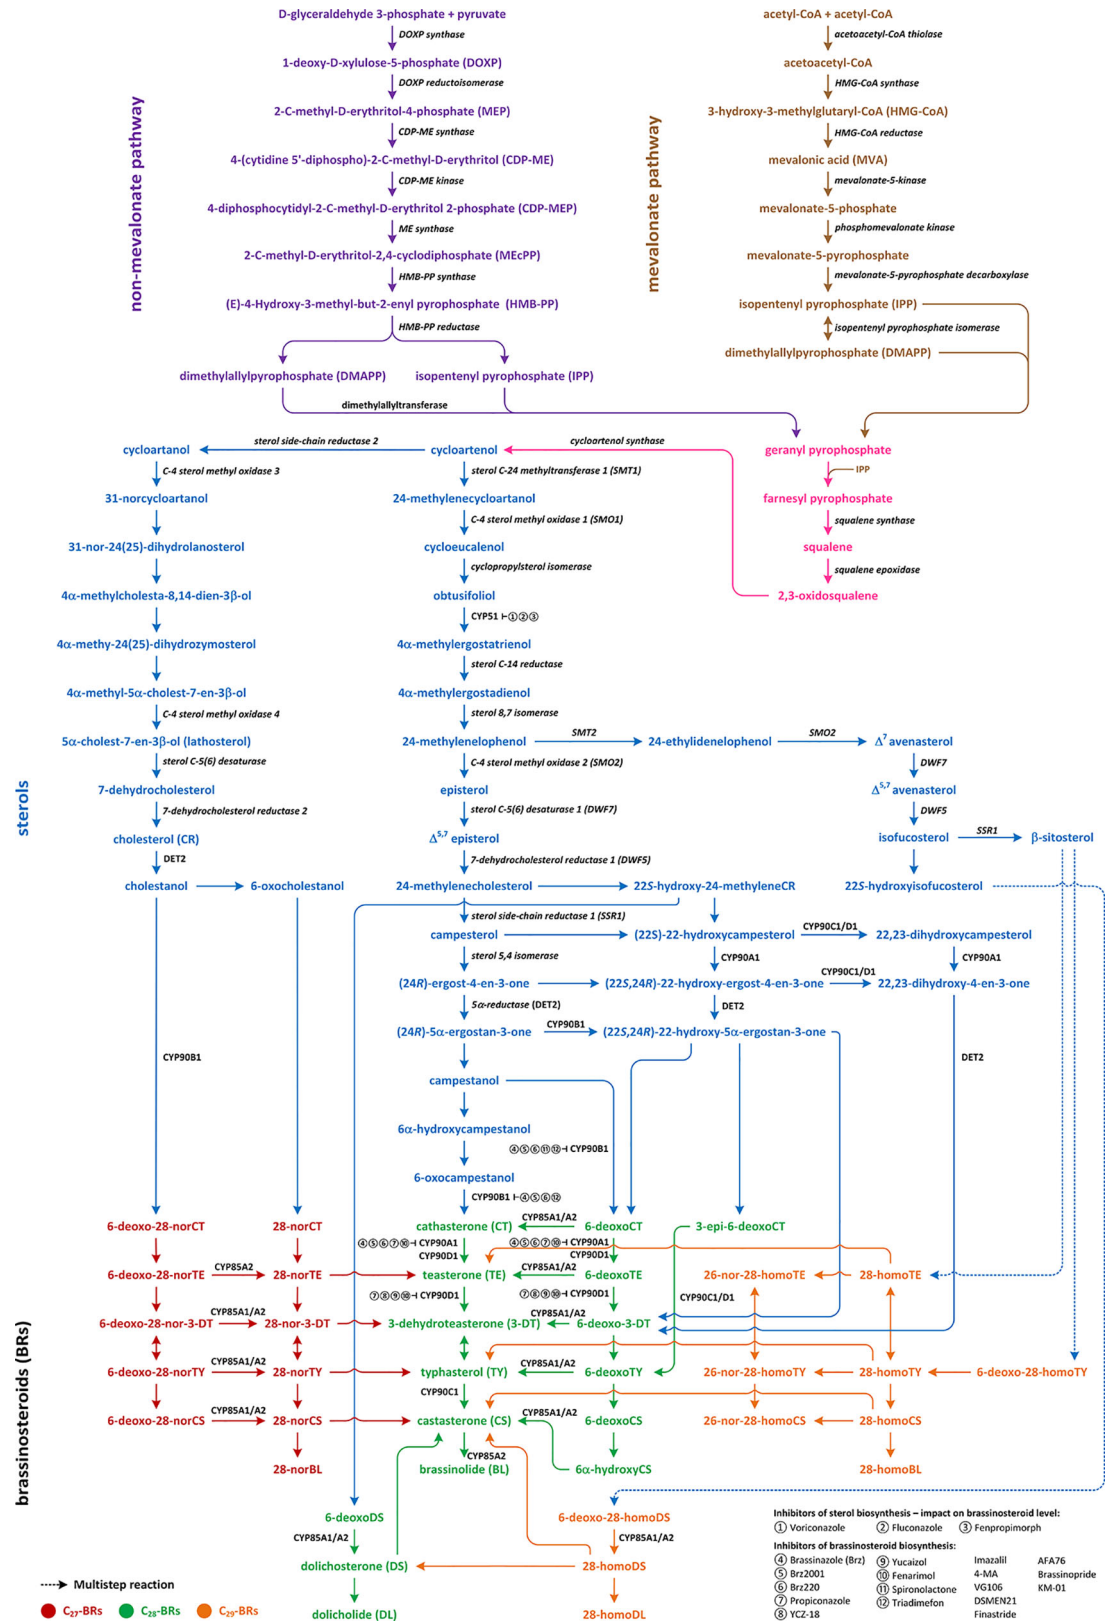 D-glyceraldehyde 3-phosphate + pyruvate
DOXP synthase
1-deoxy-D-xylulose-5-phosphate (DOXP)
DOXP reductoisomerase
2-C-methyl-D-erythritol-4-phosphate (MEP)
CDP-ME synthase
4-(cytidine 5'-diphospho)-2-C-methyl-D-erythritol (CDP-ME)
CDP-ME kinase
4-diphosphocytidyl-2-C-methyl-D-erythritol 2-phosphate (CDP-MEP)
ME synthase
2-C-methyl-D-erythritol-2,4-cyclodiphosphate (MEcPP)
HMB-PP synthase
(E)-4-Hydroxy-3-methyl-but-2-enyl pyrophosphate (HMB-PP)
HMB-PP reductase
dimethylallylpyrophosphate (DMAPP)
isopentenyl pyrophosphate (IPP)
dimethylallyltransferase
non-mevalonate pathway
acetyl-CoA + acetyl-CoA
acetoacetyl-CoA thiolase
acetoacetyl-CoA
HMG-CoA synthase
3-hydroxy-3-methylglutaryl-CoA (HMG-CoA)
HMG-CoA reductase
mevalonic acid (MVA)
mevalonate-5-kinase
mevalonate-5-phosphate
phosphomevalonate kinase
mevalonate-5-pyrophosphate
mevalonate-5-pyrophosphate decarboxylase
isopentenyl pyrophosphate (IPP)
isopentenyl pyrophosphate isomerase
dimethylallylpyrophosphate (DMAPP)
mevalonate pathway
geranyl pyrophosphate
IPP
farnesyl pyrophosphate
squalene synthase
squalene
squalene epoxidase
2,3-oxidosqualene
cycloartenol synthase
sterols
cycloartenol
sterol side-chain reductase 2
cycloartanol
C-4 sterol methyl oxidase 3
31-norcycloartanol
31-nor-24(25)-dihydrolanosterol
4α-methylcholesta-8,14-dien-3β-ol
4α-methy-24(25)-dihydrozymosterol
4α-methyl-5α-cholest-7-en-3β-ol
C-4 sterol methyl oxidase 4
5α-cholest-7-en-3β-ol (lathosterol)
sterol C-5(6) desaturase
7-dehydrocholesterol
7-dehydrocholesterol reductase 2
cholesterol (CR)
DET2
cholestanol
6-oxocholestanol
CYP90B1
sterol C-24 methyltransferase 1 (SMT1)
24-methylenecycloartanol
C-4 sterol methyl oxidase 1 (SMO1)
cycloeucalenol
cyclopropylsterol isomerase
obtusifoliol
CYP51 ⊢①②③
4α-methylergostatrienol
sterol C-14 reductase
4α-methylergostadienol
sterol 8,7 isomerase
24-methylenelophenol
SMT2
24-ethylidenelophenol
SMO2
Δ7 avenasterol
C-4 sterol methyl oxidase 2 (SMO2)
DWF7
episterol
Δ5,7 avenasterol
sterol C-5(6) desaturase 1 (DWF7)
DWF5
Δ5,7 episterol
isofucosterol
SSR1
β-sitosterol
7-dehydrocholesterol reductase 1 (DWF5)
24-methylenecholesterol
22S-hydroxy-24-methyleneCR
22S-hydroxyisofucosterol
sterol side-chain reductase 1 (SSR1)
campesterol
(22S)-22-hydroxycampesterol
CYP90C1/D1
22,23-dihydroxycampesterol
sterol 5,4 isomerase
CYP90A1
CYP90A1
(24R)-ergost-4-en-3-one
(22S,24R)-22-hydroxy-ergost-4-en-3-one
CYP90C1/D1
22,23-dihydroxy-4-en-3-one
5α-reductase (DET2)
DET2
(24R)-5α-ergostan-3-one
CYP90B1
(22S,24R)-22-hydroxy-5α-ergostan-3-one
DET2
campestanol
6α-hydroxycampestanol
④⑤⑥⑪⑫⊣ CYP90B1
6-oxocampestanol
CYP90B1 ⊢④⑤⑥⑫
brassinosteroids (BRs)
6-deoxo-28-norCT
28-norCT
cathasterone (CT)
CYP85A1/A2
6-deoxoCT
3-epi-6-deoxoCT
④⑤⑥⑦⑩⊣ CYP90A1
CYP90D1
④⑤⑥⑦⑩⊣ CYP90A1
CYP90D1
6-deoxo-28-norTE
CYP85A2
28-norTE
teasterone (TE)
CYP85A1/A2
6-deoxoTE
26-nor-28-homoTE
28-homoTE
⑦⑧⑨⑩⊣ CYP90D1
⑦⑧⑨⑩⊣ CYP90D1
CYP90C1/D1
6-deoxo-28-nor-3-DT
CYP85A1/A2
28-nor-3-DT
3-dehydroteasterone (3-DT)
CYP85A1/A2
6-deoxo-3-DT
6-deoxo-28-norTY
CYP85A1/A2
28-norTY
typhasterol (TY)
CYP85A1/A2
6-deoxoTY
26-nor-28-homoTY
28-homoTY
6-deoxo-28-homoTY
CYP90C1
6-deoxo-28-norCS
CYP85A1/A2
28-norCS
castasterone (CS)
CYP85A1/A2
6-deoxoCS
26-nor-28-homoCS
28-homoCS
CYP85A2
28-norBL
brassinolide (BL)
6α-hydroxyCS
28-homoBL
6-deoxoDS
6-deoxo-28-homoDS
CYP85A1/A2
CYP85A1/A2
dolichosterone (DS)
28-homoDS
dolicholide (DL)
28-homoDL
Multistep reaction
C27-BRs
C28-BRs
C29-BRs
Inhibitors of sterol biosynthesis – impact on brassinosteroid level:
① Voriconazole ② Fluconazole ③ Fenpropimorph
Inhibitors of brassinosteroid biosynthesis:
④ Brassinazole (Brz) ⑨ Yucaizol Imazalil AFA76
⑤ Brz2001 ⑩ Fenarimol 4-MA Brassinopride
⑥ Brz220 ⑪ Spironolactone VG106 KM-01
⑦ Propiconazole ⑫ Triadimefon DSMEN21
⑧ YCZ-18 Finastride